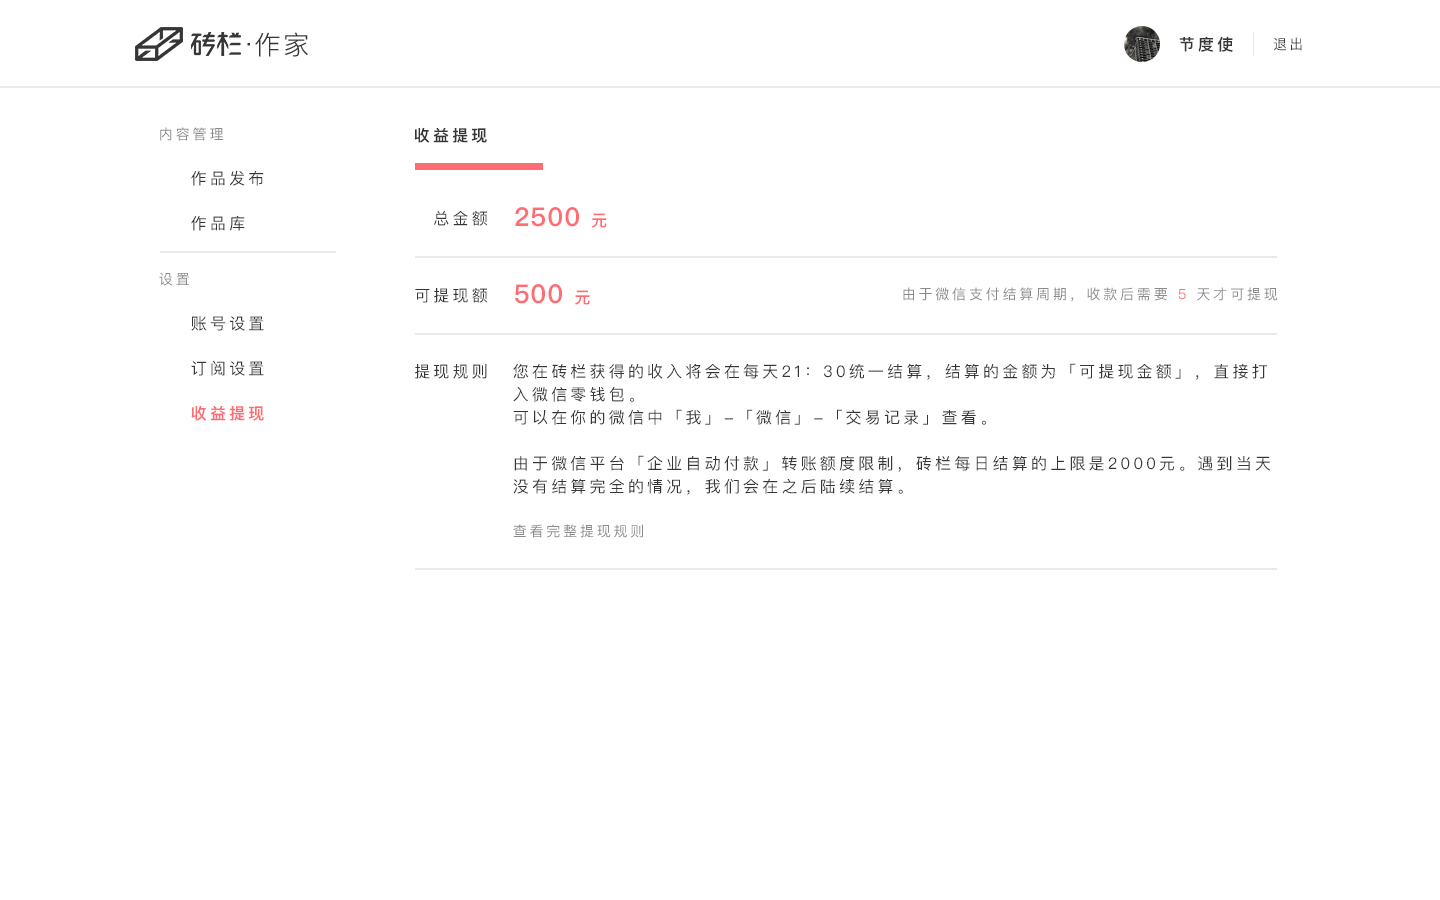 砖栏·作家
节度使
退出
内容管理
作品发布
作品库
设置
账号设置
订阅设置
收益提现
收益提现
总金额 2500 元
可提现额 500 元 由于微信支付结算周期，收款后需要 5 天才可提现
提现规则 您在砖栏获得的收入将会在每天21：30统一结算，结算的金额为「可提现金额」，直接打
入微信零钱包。
可以在你的微信中「我」–「微信」–「交易记录」查看。
由于微信平台「企业自动付款」转账额度限制，砖栏每日结算的上限是2000元。遇到当天
没有结算完全的情况，我们会在之后陆续结算。
查看完整提现规则